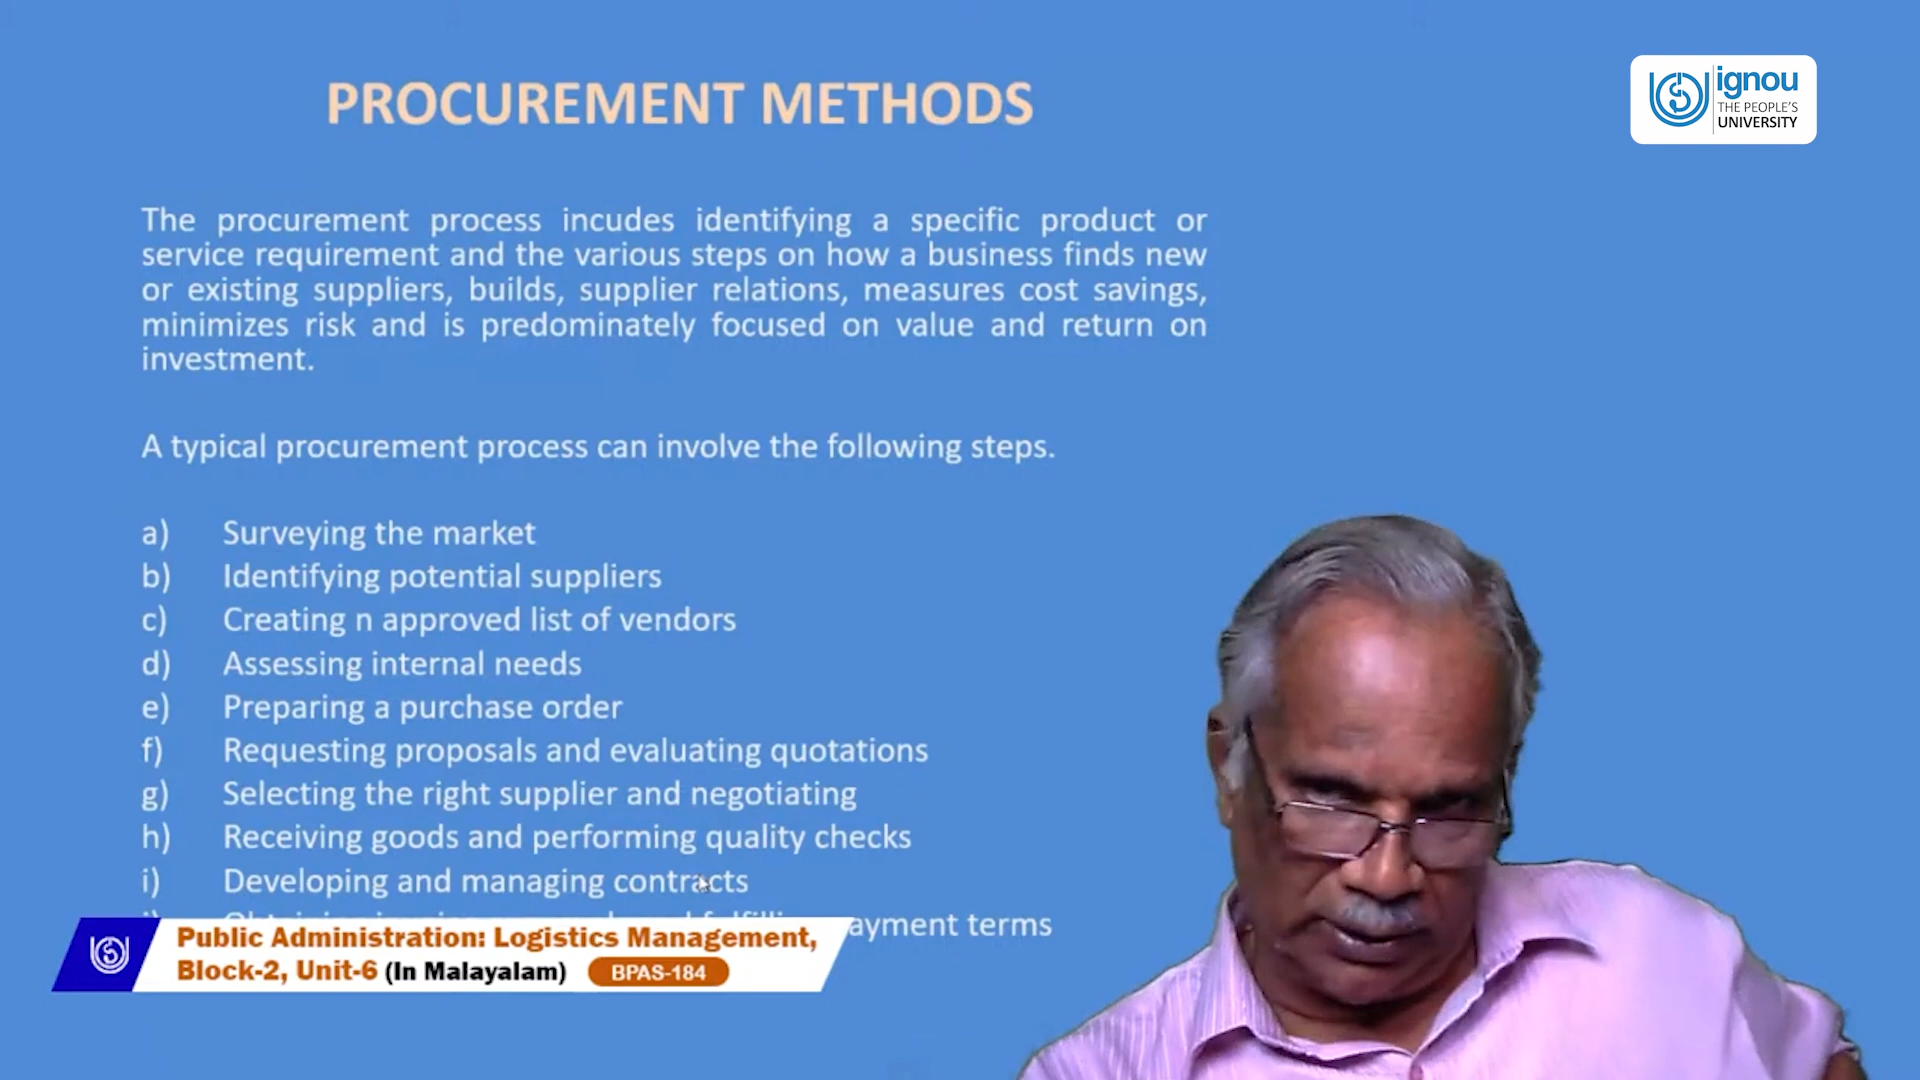 PROCUREMENT METHODS
ignou
THE PEOPLE'S
UNIVERSITY
The procurement process incudes identifying a specific product or
service requirement and the various steps on how a business finds new
or existing suppliers, builds, supplier relations, measures cost savings,
minimizes risk and is predominately focused on value and return on
investment.
A typical procurement process can involve the following steps.
a) Surveying the market
b) Identifying potential suppliers
c) Creating n approved list of vendors
d) Assessing internal needs
e) Preparing a purchase order
f) Requesting proposals and evaluating quotations
g) Selecting the right supplier and negotiating
h) Receiving goods and performing quality checks
i) Developing and managing contracts
terms
Public Administration: Logistics Management,
Block-2, Unit-6 (In Malayalam) BPAS-184